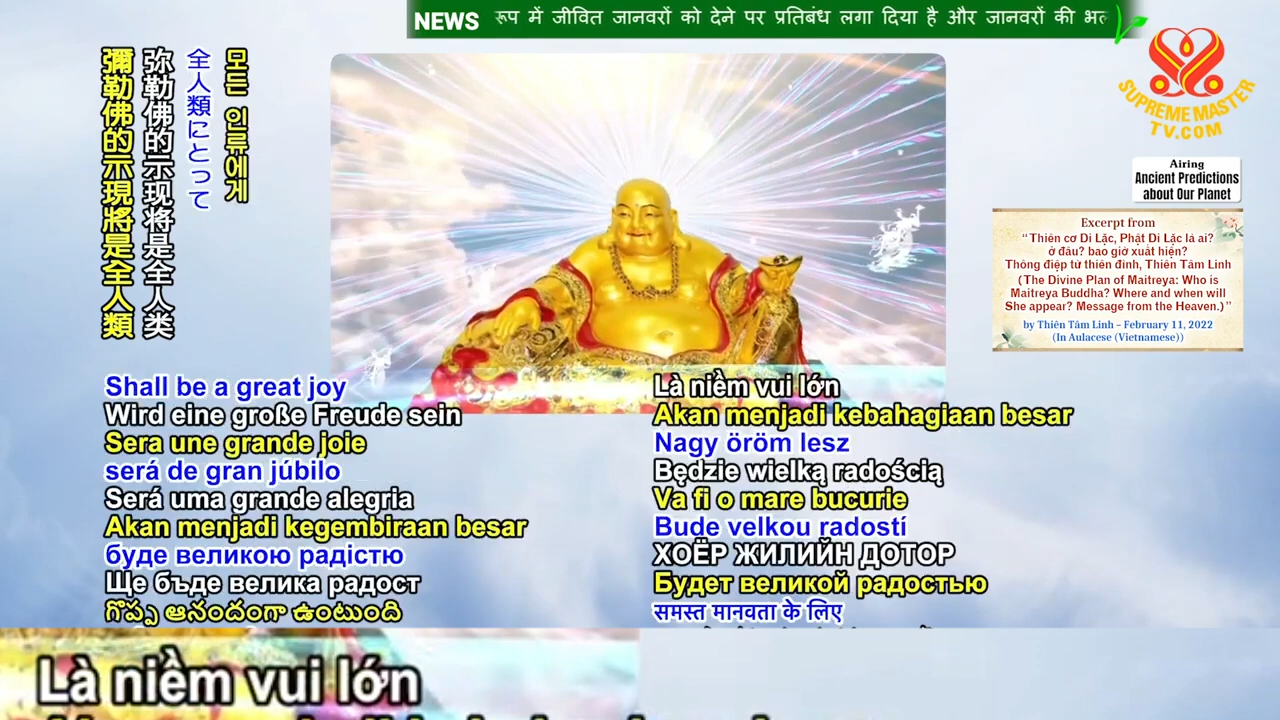 NEWS रूप में जीवित जानवरों को देने पर प्रतिबंध लगा दिया है और जानवरों की
SUPREME MASTER
TV.COM
Airing
Ancient Predictions
about Our Planet
Excerpt from
“Thiên cơ Di Lặc, Phật Di Lặc là ai?
ở đâu? bao giờ xuất hiện?
Thông điệp từ thiên đình, Thiên Tâm Linh
(The Divine Plan of Maitreya: Who is
Maitreya Buddha? Where and when will
She appear? Message from the Heaven.)”
by Thiên Tâm Linh – February 11, 2022
(In Aulacese (Vietnamese))
彌勒佛的示現將是全人類
弥勒佛的示现将是全人类
全人類にとって
모든 인류에게
Shall be a great joy
Wird eine große Freude sein
Sera une grande joie
será de gran júbilo
Será uma grande alegria
Akan menjadi kegembiraan besar
буде великою радістю
Ще бъде велика радост
గొప్ప ఆనందంగా ఉంటుంది
Là niềm vui lớn
Akan menjadi kebahagiaan besar
Nagy öröm lesz
Będzie wielką radością
Va fi o mare bucurie
Bude velkou radostí
ХОЁР ЖИЛИЙН ДОТОР
Будет великой радостью
समस्त मानवता के लिए
Là niềm vui lớn